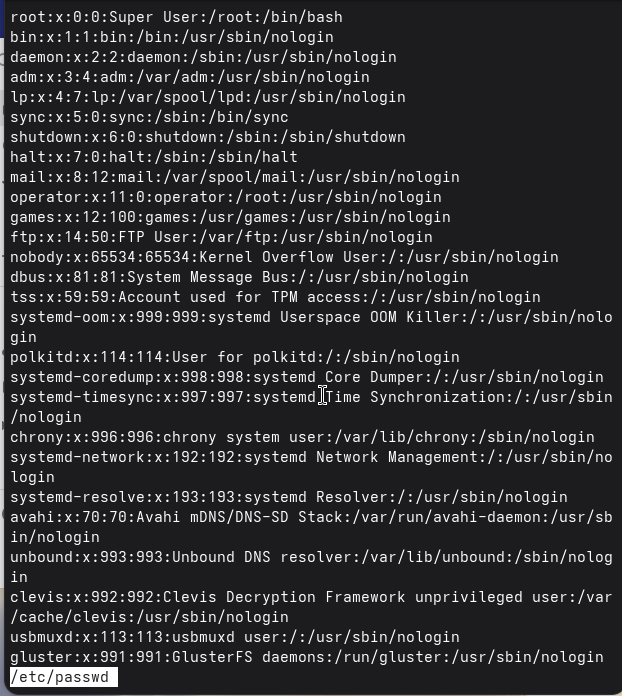 root:x:0:0:Super User:/root:/bin/bash
bin:x:1:1:bin:/bin:/usr/sbin/nologin
daemon:x:2:2:daemon:/sbin:/usr/sbin/nologin
adm:x:3:4:adm:/var/adm:/usr/sbin/nologin
lp:x:4:7:lp:/var/spool/lpd:/usr/sbin/nologin
sync:x:5:0:sync:/sbin:/bin/sync
shutdown:x:6:0:shutdown:/sbin:/sbin/shutdown
halt:x:7:0:halt:/sbin:/sbin/halt
mail:x:8:12:mail:/var/spool/mail:/usr/sbin/nologin
operator:x:11:0:operator:/root:/usr/sbin/nologin
games:x:12:100:games:/usr/games:/usr/sbin/nologin
ftp:x:14:50:FTP User:/var/ftp:/usr/sbin/nologin
nobody:x:65534:65534:Kernel Overflow User:/:/usr/sbin/nologin
dbus:x:81:81:System Message Bus:/:/usr/sbin/nologin
tss:x:59:59:Account used for TPM access:/:/usr/sbin/nologin
systemd-oom:x:999:999:systemd Userspace OOM Killer:/:/usr/sbin/nolo
gin
polkitd:x:114:114:User for polkitd:/:/sbin/nologin
systemd-coredump:x:998:998:systemd Core Dumper:/:/usr/sbin/nologin
systemd-timesync:x:997:997:systemd Time Synchronization:/:/usr/sbin
/nologin
chrony:x:996:996:chrony system user:/var/lib/chrony:/sbin/nologin
systemd-network:x:192:192:systemd Network Management:/:/usr/sbin/no
login
systemd-resolve:x:193:193:systemd Resolver:/:/usr/sbin/nologin
avahi:x:70:70:Avahi mDNS/DNS-SD Stack:/var/run/avahi-daemon:/usr/sb
in/nologin
unbound:x:993:993:Unbound DNS resolver:/var/lib/unbound:/sbin/nolog
in
clevis:x:992:992:Clevis Decryption Framework unprivileged user:/var
/cache/clevis:/usr/sbin/nologin
usbmuxd:x:113:113:usbmuxd user:/:/usr/sbin/nologin
gluster:x:991:991:GlusterFS daemons:/run/gluster:/usr/sbin/nologin
/etc/passwd